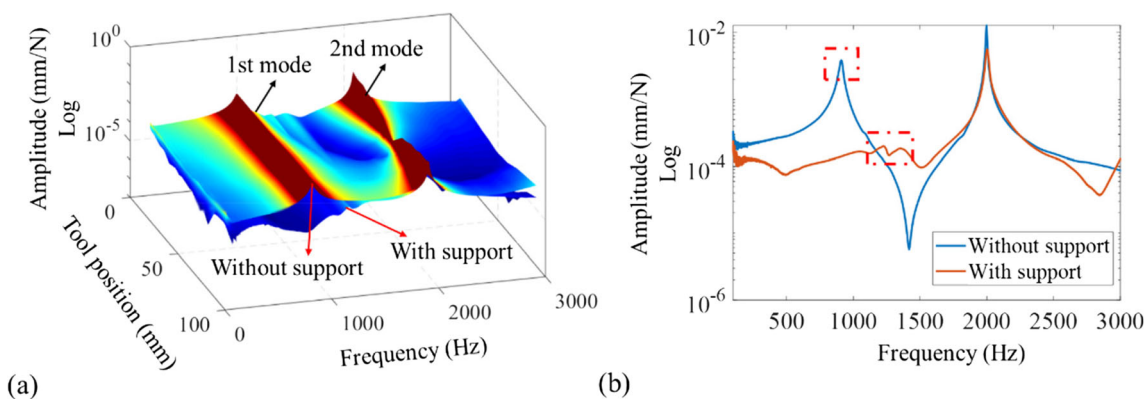 10^0
10^-5
Amplitude (mm/N)
Log
1st mode
2nd mode
Without support
With support
0
50
100
Tool position (mm)
0
1000
2000
3000
Frequency (Hz)
(a)
10^-2
10^-4
10^-6
Amplitude (mm/N)
Log
Without support
With support
500
1000
1500
2000
2500
3000
Frequency (Hz)
(b)